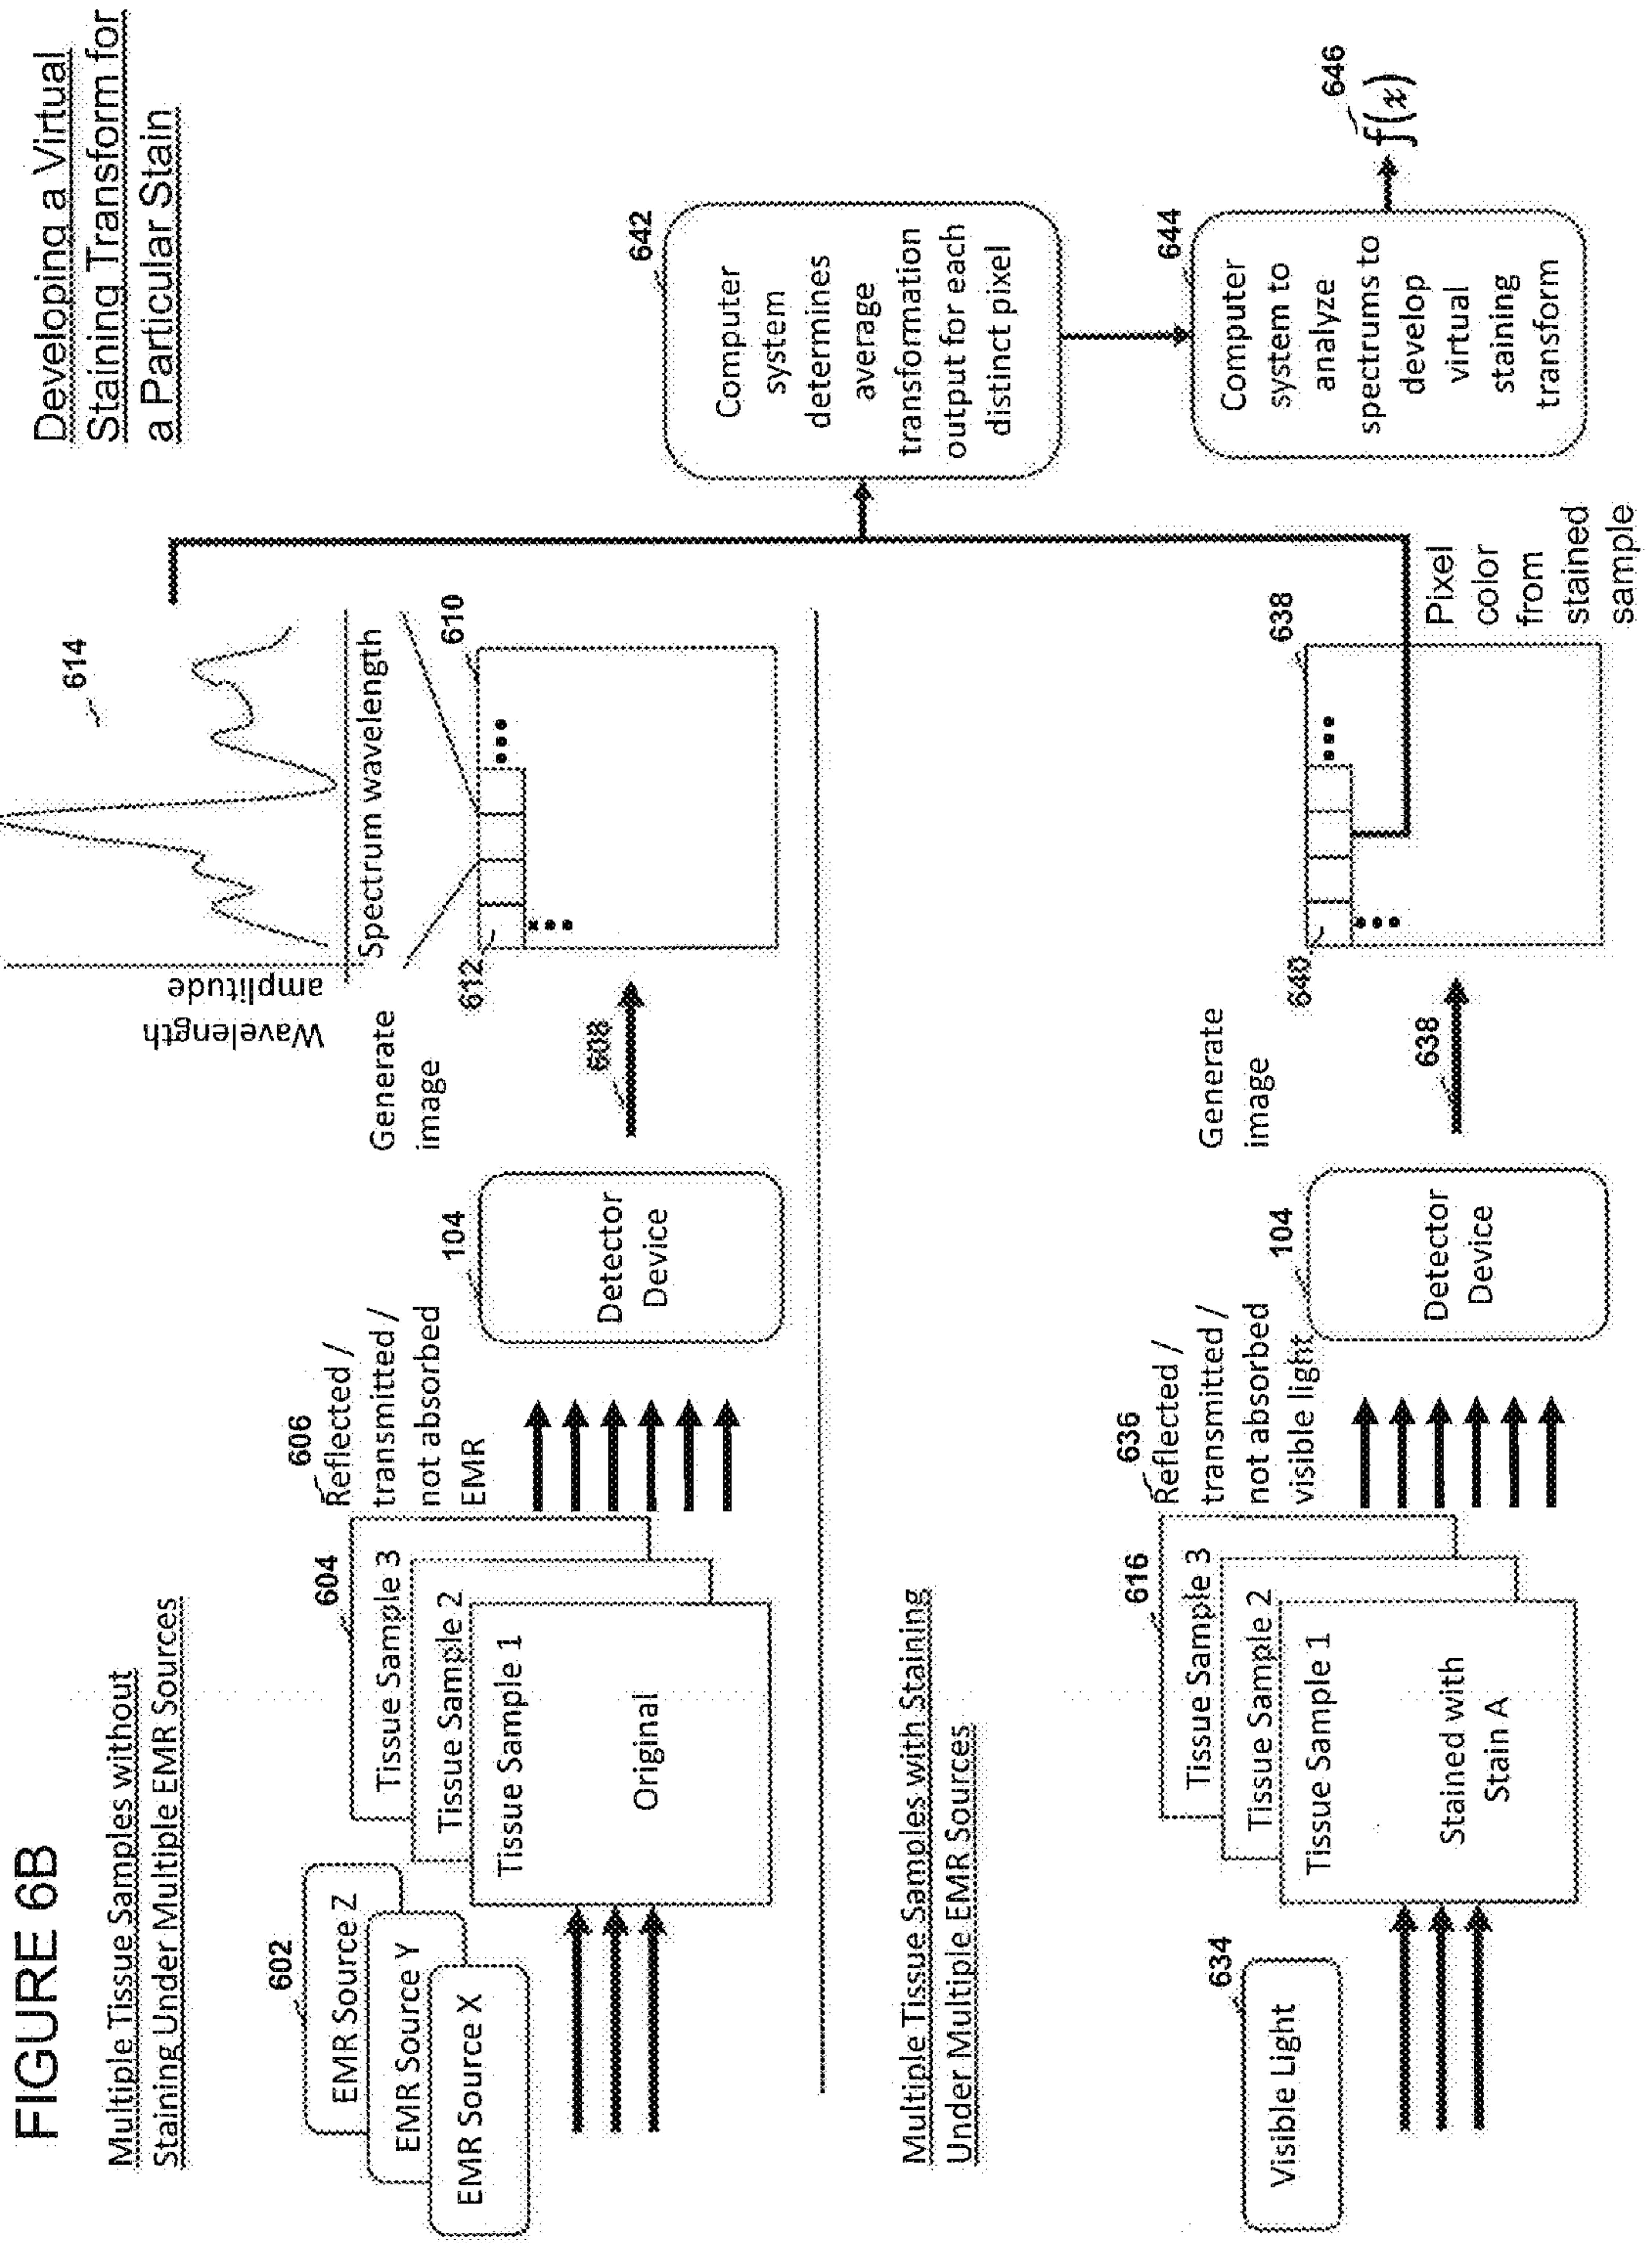 FIGURE 6B
Developing a Virtual
Staining Transform for
a Particular Stain
Multiple Tissue Samples without
Staining Under Multiple EMR Sources
602
EMR Source Z
EMR Source Y
EMR Source X
604
Tissue Sample 3
Tissue Sample 2
Tissue Sample 1
Original
606
Reflected /
transmitted /
not absorbed
EMR
104
Detector
Device
Generate
image
608
Wavelength
amplitude
614
Spectrum wavelength
612
610
642
Computer
system
determines
average
transformation
output for each
distinct pixel
644
Computer
system to
analyze
spectrums to
develop
virtual
staining
transform
646
f(x)
Multiple Tissue Samples with Staining
Under Multiple EMR Sources
634
Visible Light
616
Tissue Sample 3
Tissue Sample 2
Tissue Sample 1
Stained with
Stain A
636
Reflected /
transmitted /
not absorbed
visible light
104
Detector
Device
Generate
image
638
640
638
Pixel
color
from
stained
sample